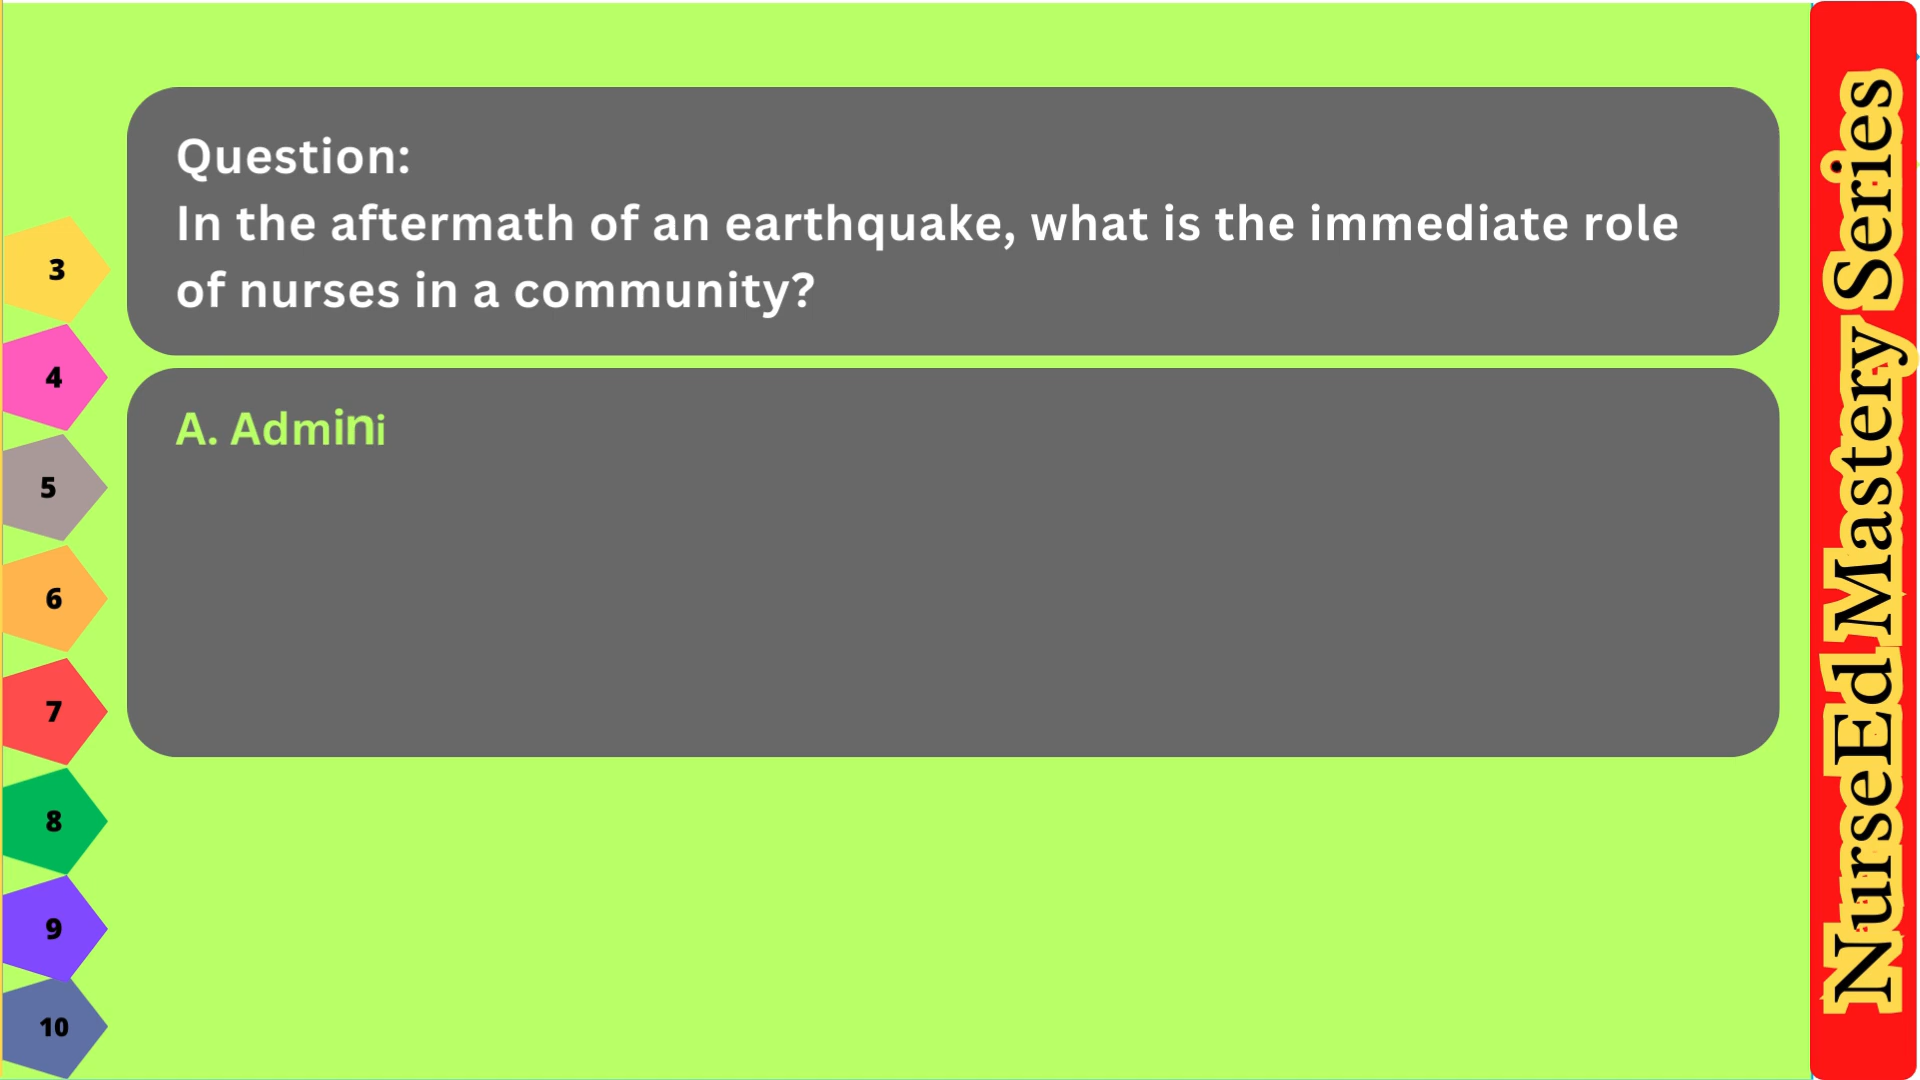 Question:
In the aftermath of an earthquake, what is the immediate role
of nurses in a community?
A. Admini
3
4
5
6
7
8
9
10
NurseEd Mastery Series